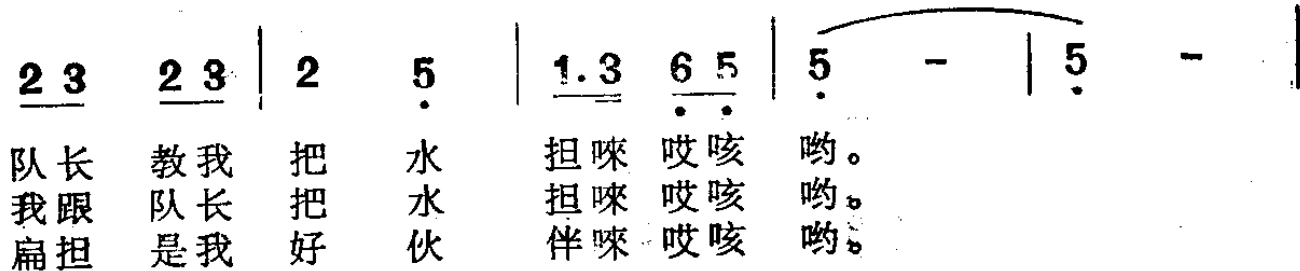 2 3 2 3 | 2 5 | 1. 3 6 5 | 5 - | 5 - |
队长 教我 把 水 担唻 哎咳 哟。
我跟 队长 把 水 担唻 哎咳 哟。
扁担 是我 好 伙 伴唻 哎咳 哟。